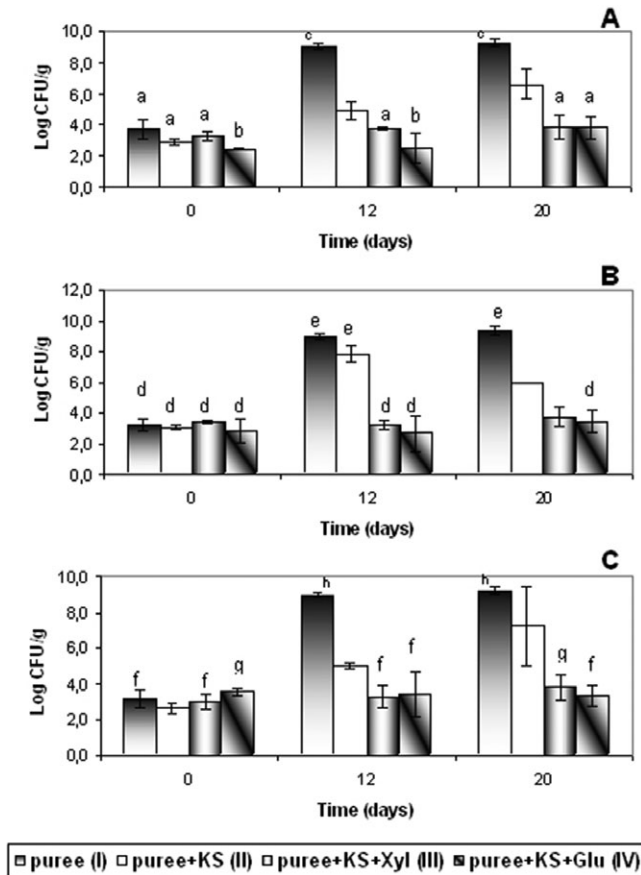 A
10,0
8,0
6,0
4,0
2,0
0,0
Log CFU/g
a a a b
c a b
c a a
0 12 20
Time (days)
B
12,0
10,0
8,0
6,0
4,0
2,0
0,0
Log CFU/g
d d d d
e e d d
e d
0 12 20
Time (days)
C
10,0
8,0
6,0
4,0
2,0
0,0
Log CFU/g
f f g
h f f
h g f
0 12 20
Time (days)
puree (I) puree+KS (II) puree+KS+Xyl (III) puree+KS+Glu (IV)